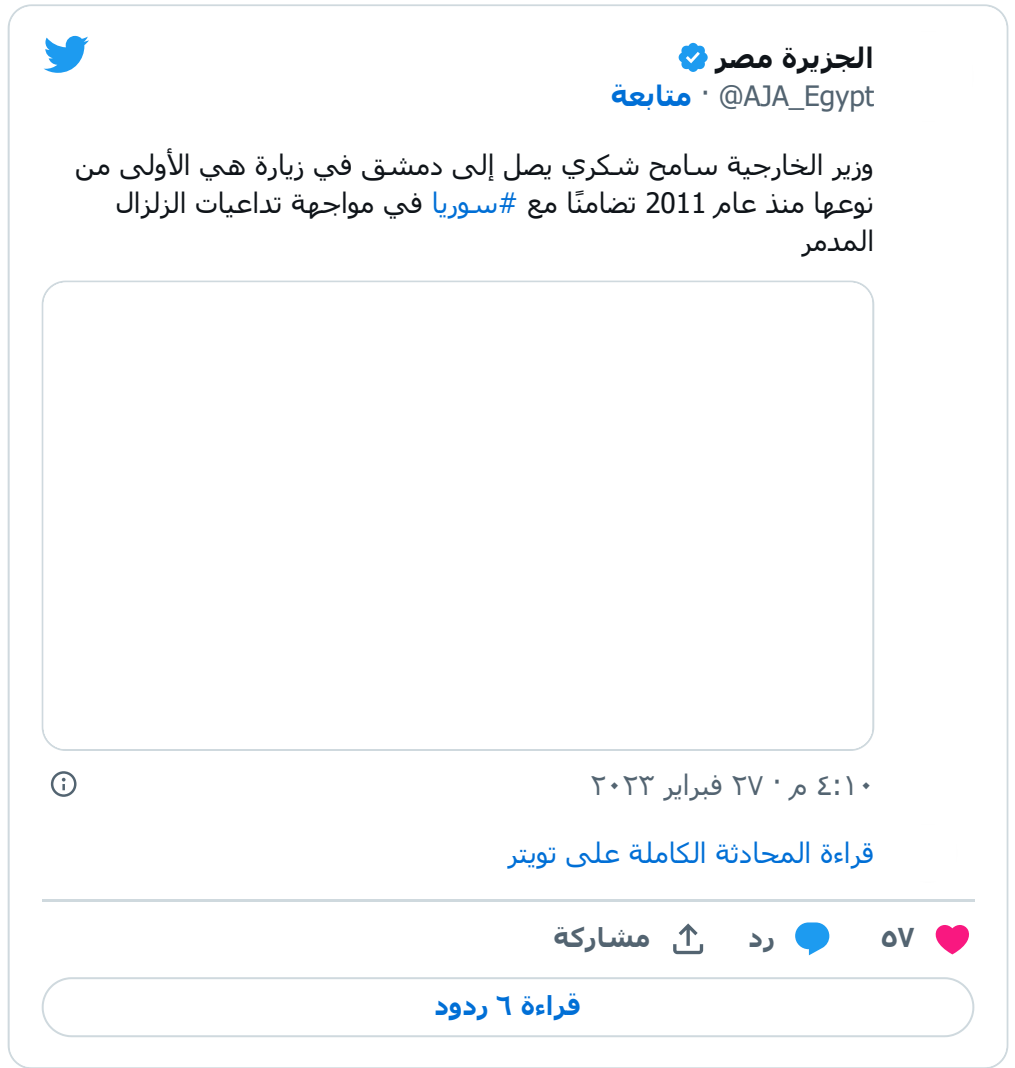 الجزيرة مصر
@AJA_Egypt · متابعة
وزير الخارجية سامح شكري يصل إلى دمشق في زيارة هي الأولى من
نوعها منذ عام 2011 تضامنًا مع #سوريا في مواجهة تداعيات الزلزال
المدمر
٤:١٠ م · ٢٧ فبراير ٢٠٢٣
قراءة المحادثة الكاملة على تويتر
٥٧ رد مشاركة
قراءة ٦ ردود